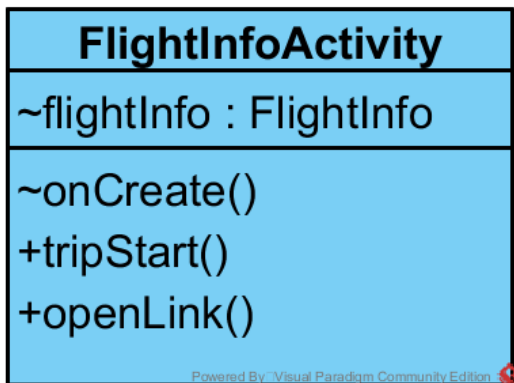 FlightInfoActivity
~flightInfo : FlightInfo
~onCreate()
+tripStart()
+openLink()
Powered By Visual Paradigm Community Edition